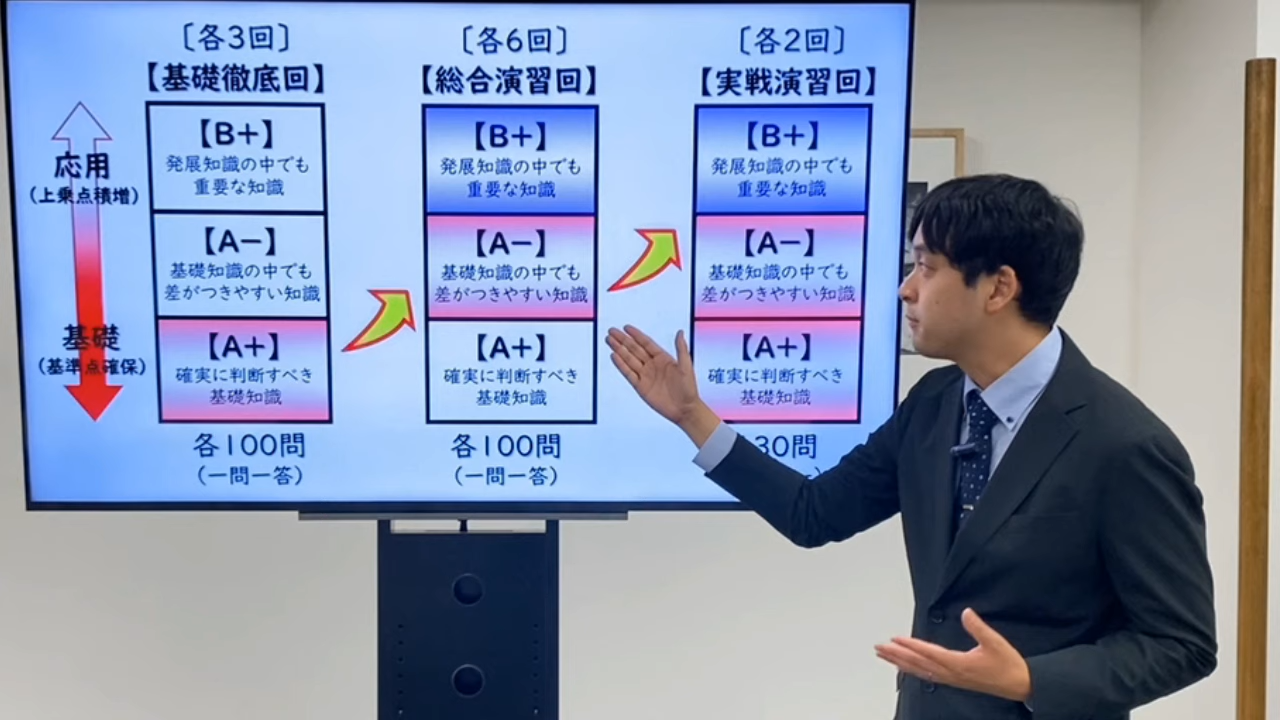 〔各3回〕
【基礎徹底回】
【B+】
発展知識の中でも
重要な知識
【A−】
基礎知識の中でも
差がつきやすい知識
【A+】
確実に判断すべき
基礎知識
各100問
(一問一答)
〔各6回〕
【総合演習回】
【B+】
発展知識の中でも
重要な知識
【A−】
基礎知識の中でも
差がつきやすい知識
【A+】
確実に判断すべき
基礎知識
各100問
(一問一答)
〔各2回〕
【実戦演習回】
【B+】
発展知識の中でも
重要な知識
【A−】
基礎知識の中でも
差がつきやすい知識
【A+】
確実に判断すべき
基礎知識
30問
応用
(上乗点積増)
基礎
(基準点確保)